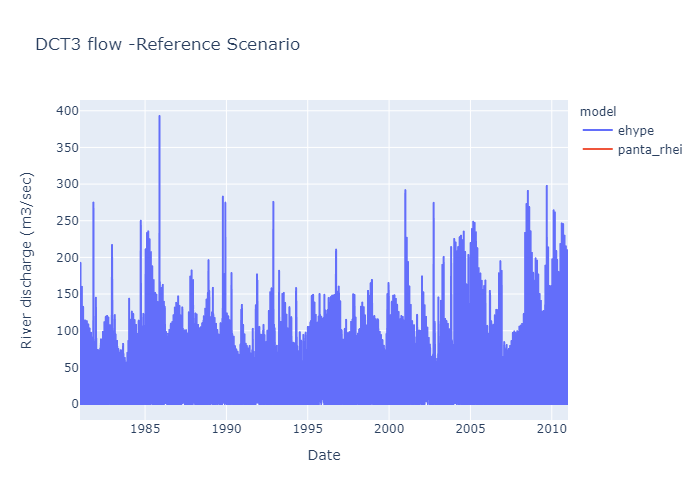 DCT3 flow -Reference Scenario
model
ehype
panta_rhei
River discharge (m3/sec)
400
350
300
250
200
150
100
50
0
1985
1990
1995
2000
2005
2010
Date